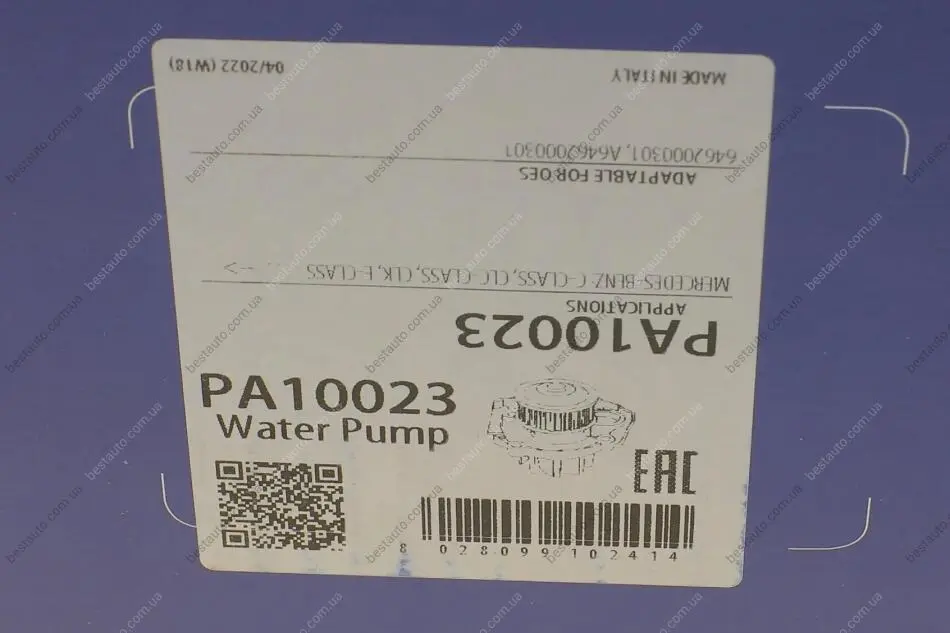 PA10023
Water Pump
EAC
8 028099 102414
PA10023
APPLICATIONS
MERCEDES-BENZ C-CLASS, CLC-CLASS, CLK, E-CLASS ... ->
ADAPTABLE FOR OES
6462000301, A6462000301
MADE IN ITALY
04/2022 (W18)
bestauto.com.ua